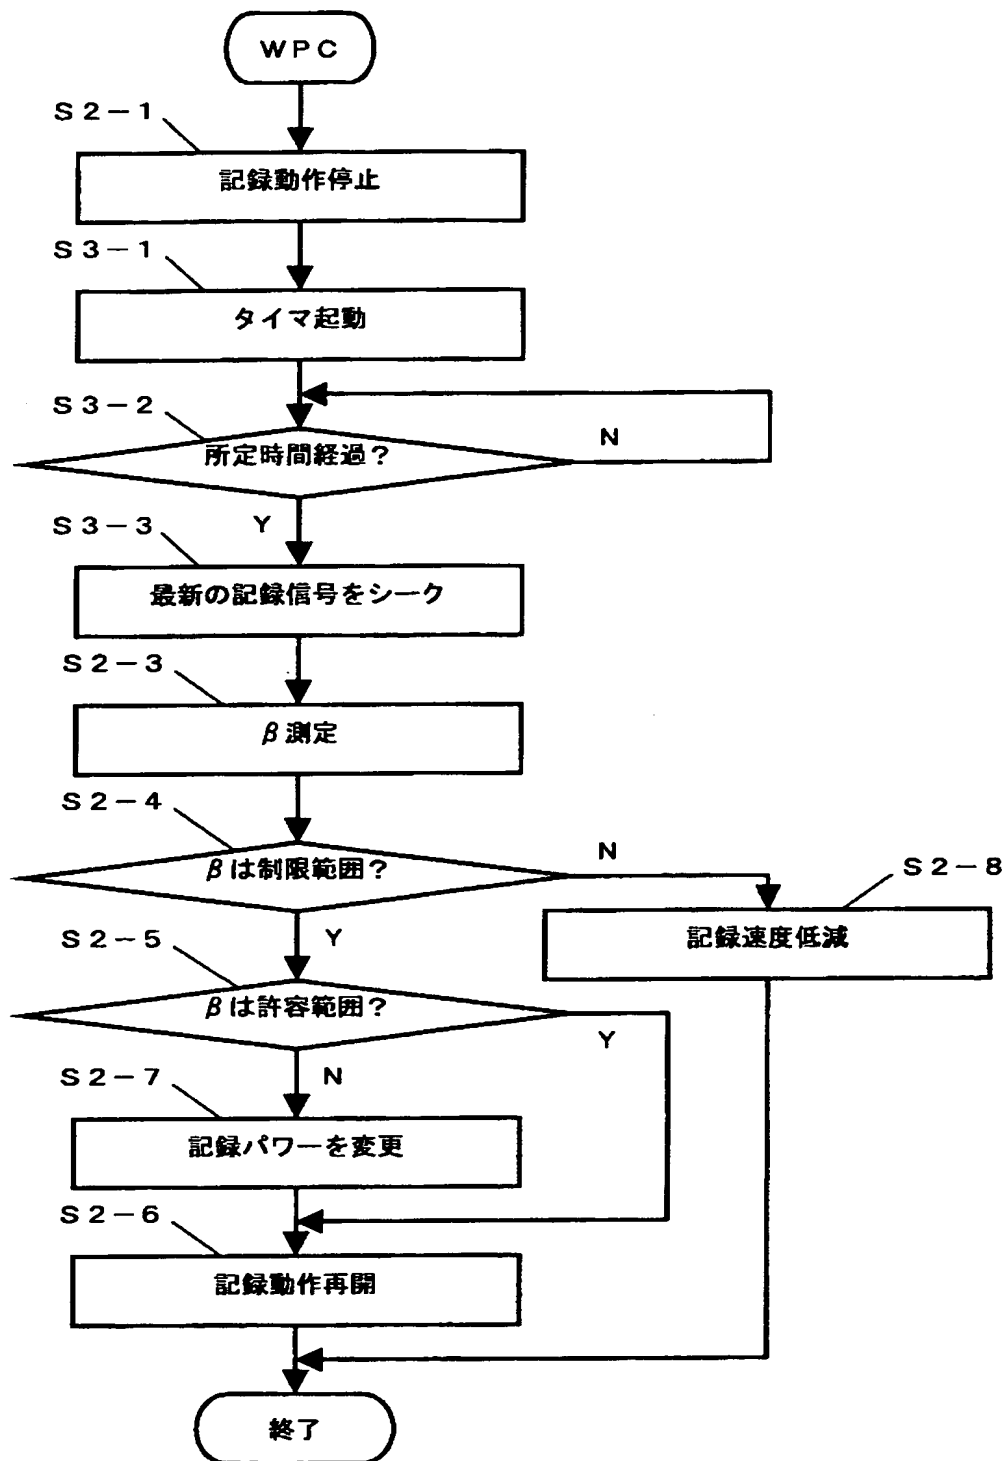 WPC
S2-1
記録動作停止
S3-1
タイマ起動
S3-2
所定時間経過?
N
Y
S3-3
最新の記録信号をシーク
S2-3
β測定
S2-4
βは制限範囲?
N
S2-8
記録速度低減
Y
S2-5
βは許容範囲?
Y
N
S2-7
記録パワーを変更
S2-6
記録動作再開
終了